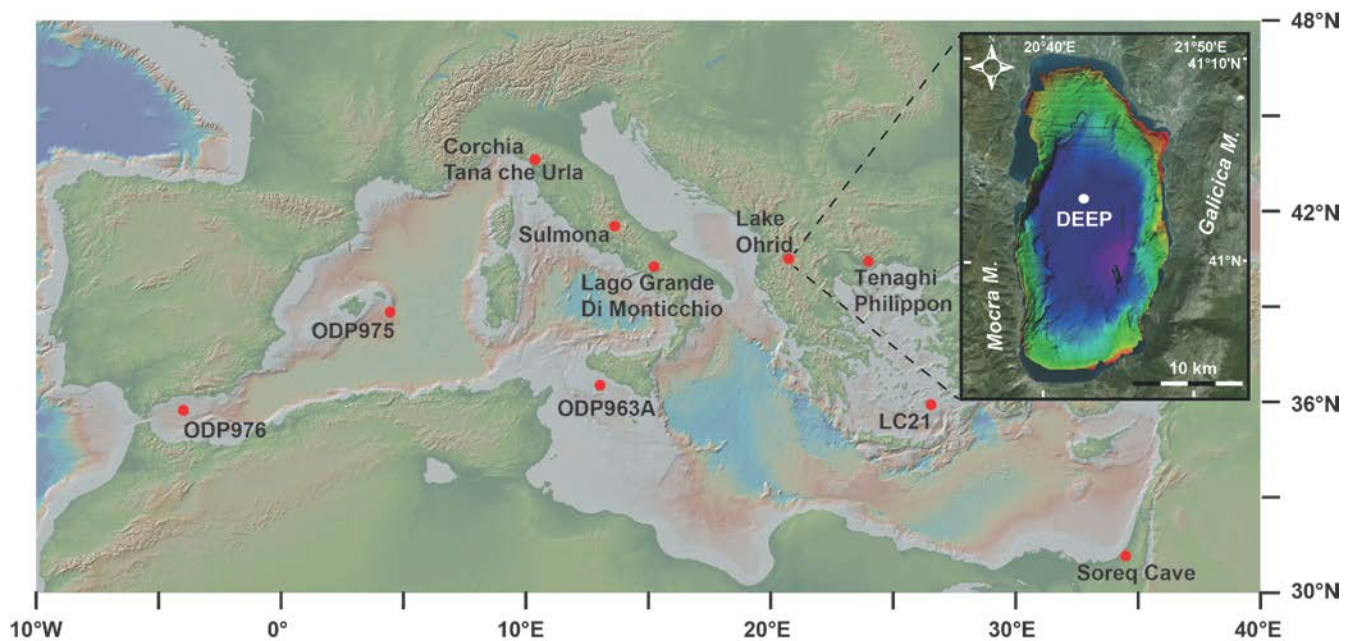 48°N
N
20°40'E
21°50'E
41°10'N
Corchia
Tana che Urla
Galicica M.
DEEP
Lake
Ohrid
42°N
Sulmona
41°N
Tenaghi
Philippon
Lago Grande
Di Monticchio
Mocra M.
ODP975
10 km
ODP963A
LC21
36°N
ODP976
Soreq Cave
30°N
10°W
0°
10°E
20°E
30°E
40°E